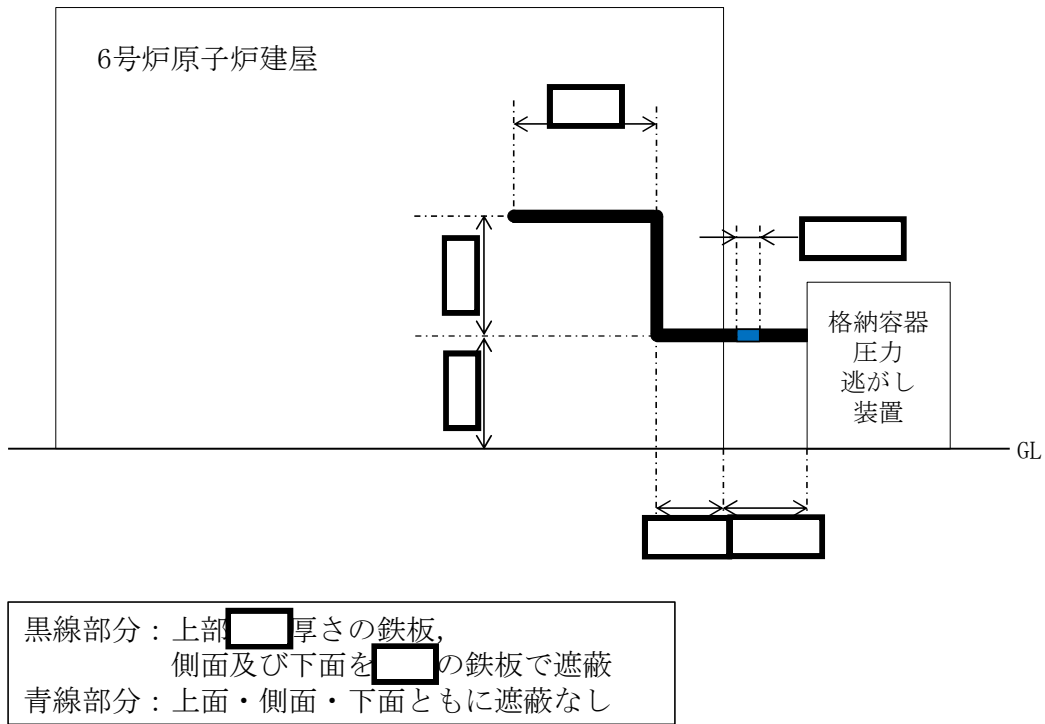 6号炉原子炉建屋
格納容器
圧力
逃がし
装置
GL
黒線部分：上部 厚さの鉄板，
側面及び下面を の鉄板で遮蔽
青線部分：上面・側面・下面ともに遮蔽なし